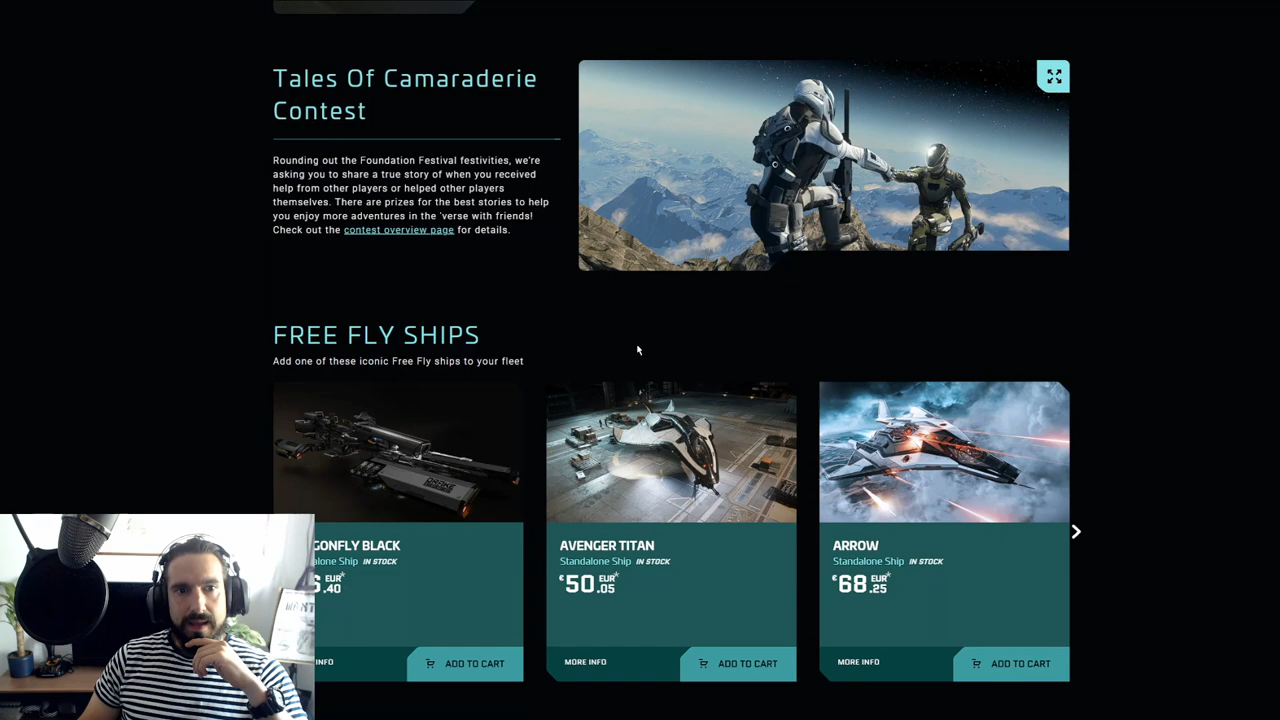 Tales Of Camaraderie
Contest
Rounding out the Foundation Festival festivities, we're
asking you to share a true story of when you received
help from other players or helped other players
themselves. There are prizes for the best stories to help
you enjoy more adventures in the 'verse with friends!
Check out the contest overview page for details.
FREE FLY SHIPS
Add one of these iconic Free Fly ships to your fleet
DRAKE
GONFLY BLACK
alone Ship IN STOCK
.40 EUR*
INFO
ADD TO CART
AVENGER TITAN
Standalone Ship IN STOCK
€50.05 EUR*
MORE INFO
ADD TO CART
ARROW
Standalone Ship IN STOCK
€68.25 EUR*
MORE INFO
ADD TO CART